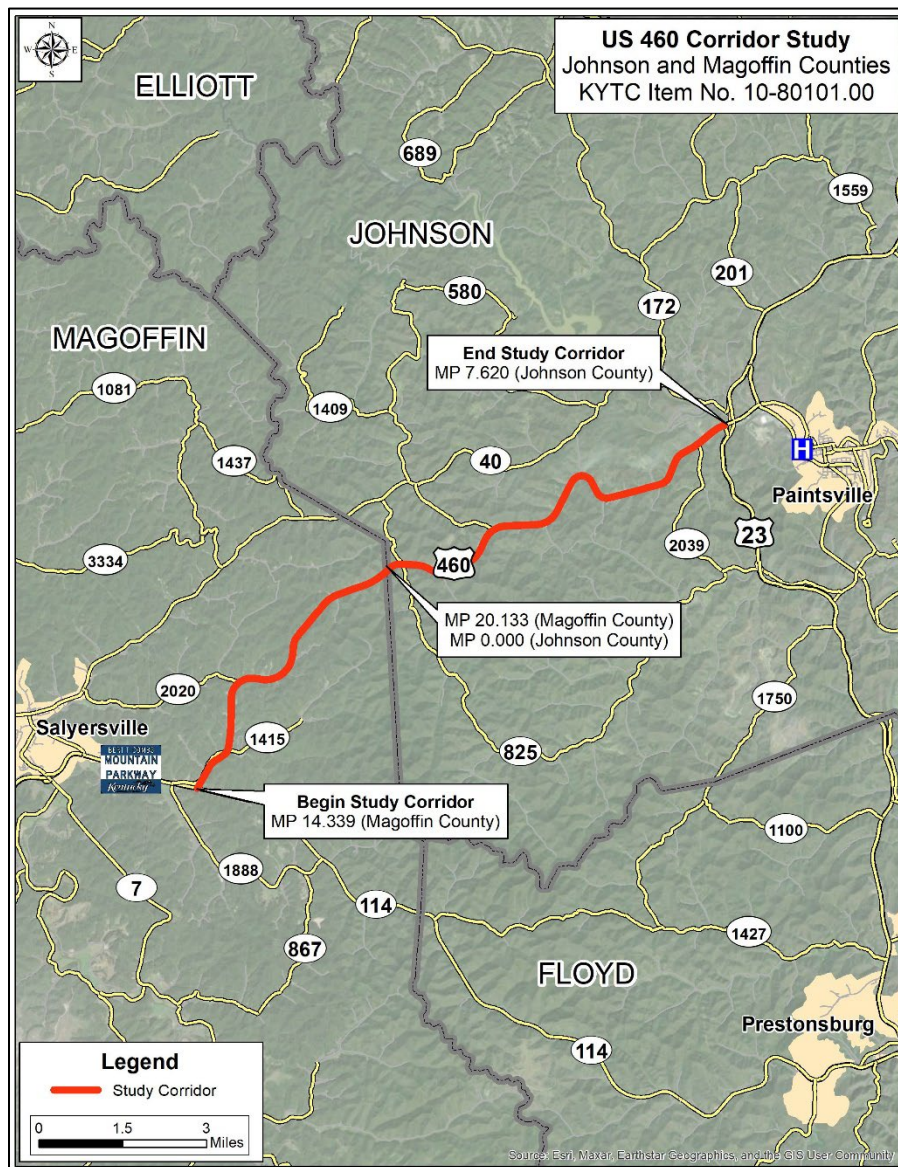 US 460 Corridor Study
Johnson and Magoffin Counties
KYTC Item No. 10-80101.00
N
W E
S
ELLIOTT
689
1559
JOHNSON
201
580
172
MAGOFFIN
End Study Corridor
MP 7.620 (Johnson County)
1081
1409
1437
40
H
Paintsville
23
3334
2039
460
MP 20.133 (Magoffin County)
MP 0.000 (Johnson County)
2020
1750
Salyersville
1415
825
MOUNTAIN
PARKWAY
Kentucky
Begin Study Corridor
MP 14.339 (Magoffin County)
1100
1888
7
114
867
1427
FLOYD
Prestonsburg
114
Legend
Study Corridor
0 1.5 3
Miles
Source: Esri, Maxar, Earthstar Geographics, and the GIS User Community